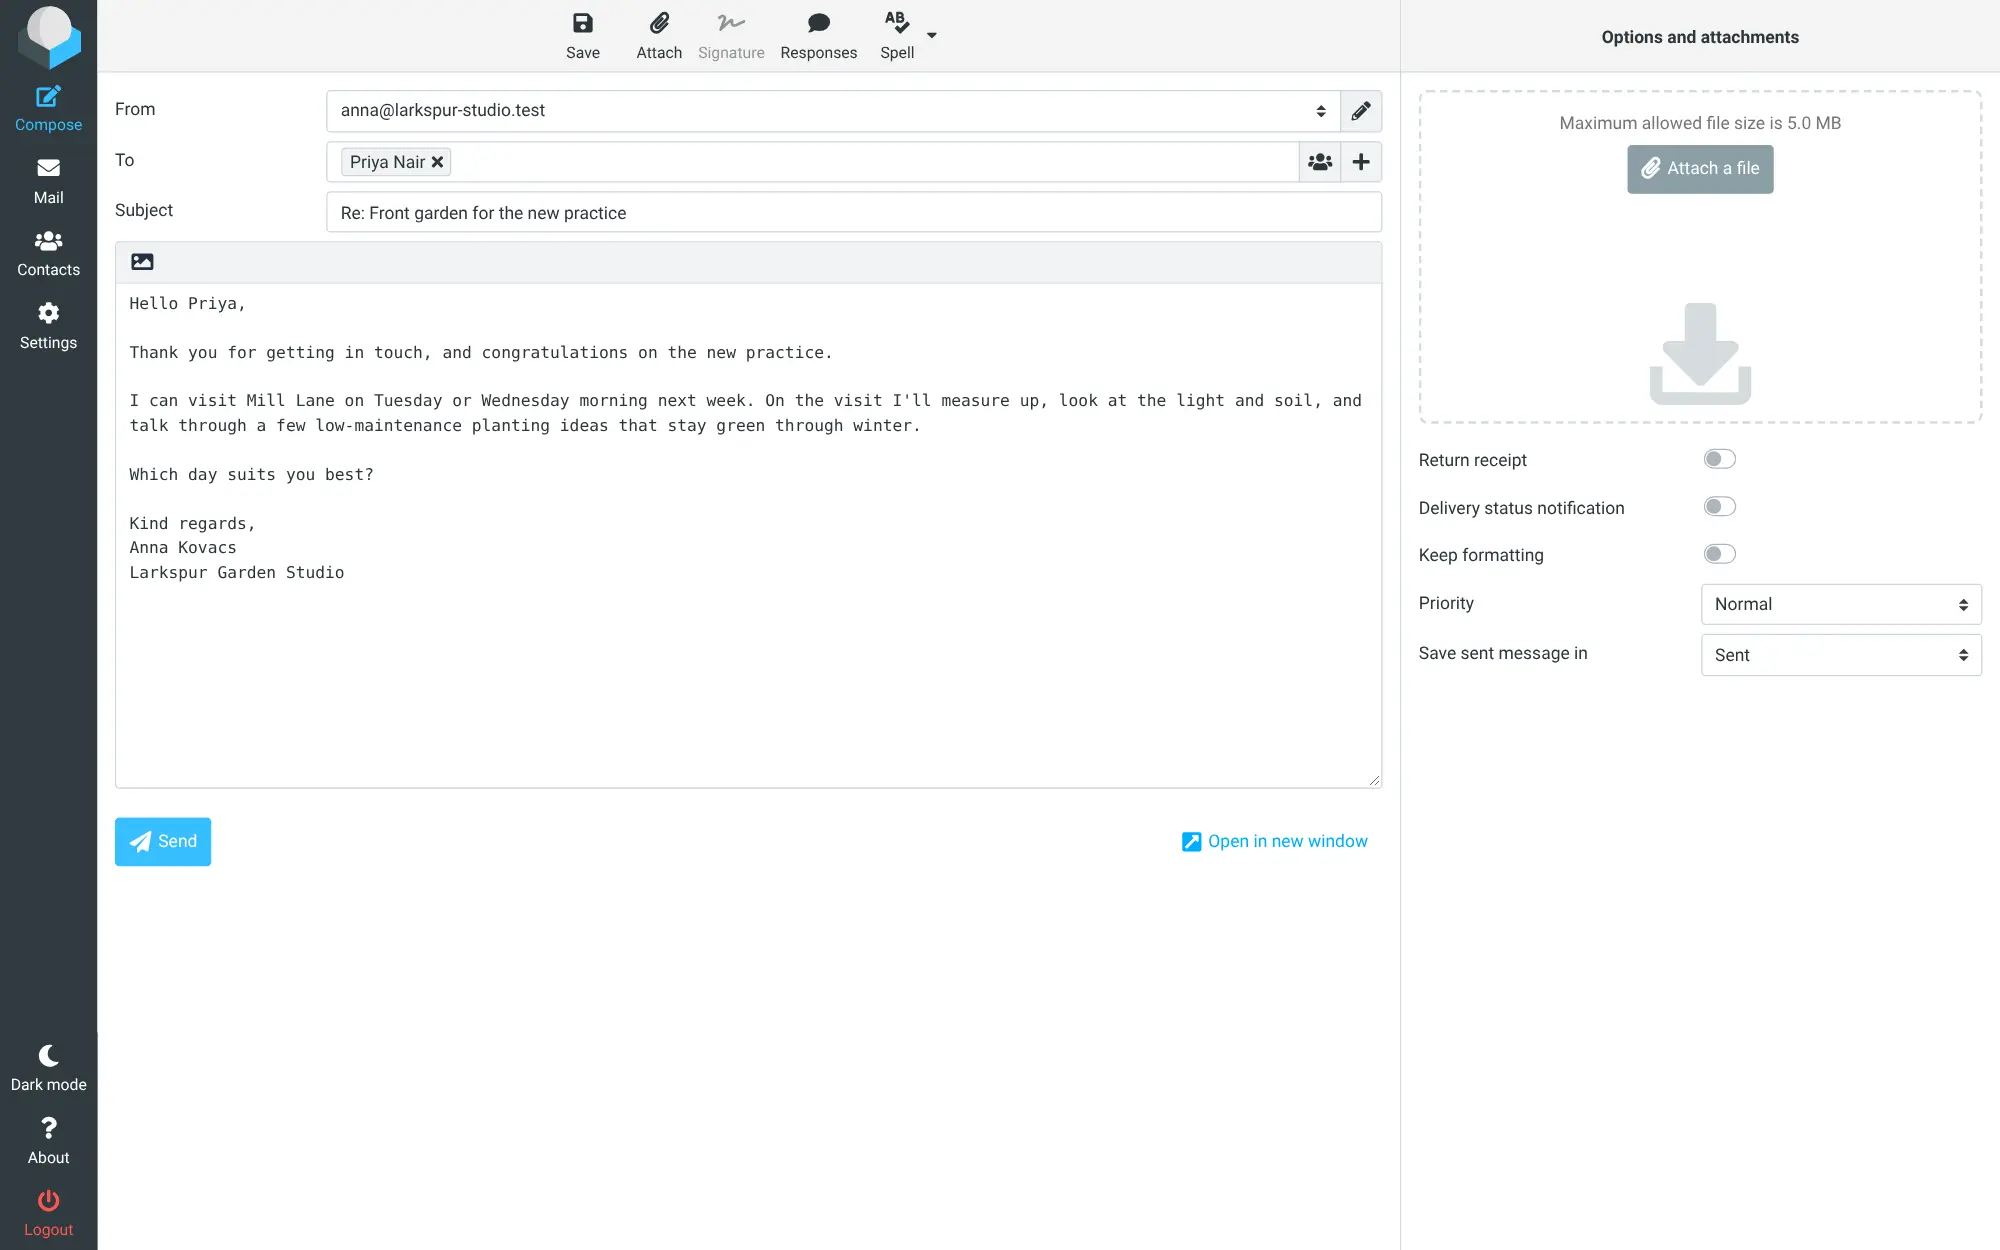 Save
Attach
Signature
Responses
AB
Spell
Options and attachments
Compose
Mail
Contacts
Settings
Dark mode
About
Logout
From
anna@larkspur-studio.test
To
Priya Nair
Subject
Re: Front garden for the new practice
Hello Priya,
Thank you for getting in touch, and congratulations on the new practice.
I can visit Mill Lane on Tuesday or Wednesday morning next week. On the visit I'll measure up, look at the light and soil, and
talk through a few low-maintenance planting ideas that stay green through winter.
Which day suits you best?
Kind regards,
Anna Kovacs
Larkspur Garden Studio
Send
Open in new window
Maximum allowed file size is 5.0 MB
Attach a file
Return receipt
Delivery status notification
Keep formatting
Priority
Normal
Save sent message in
Sent